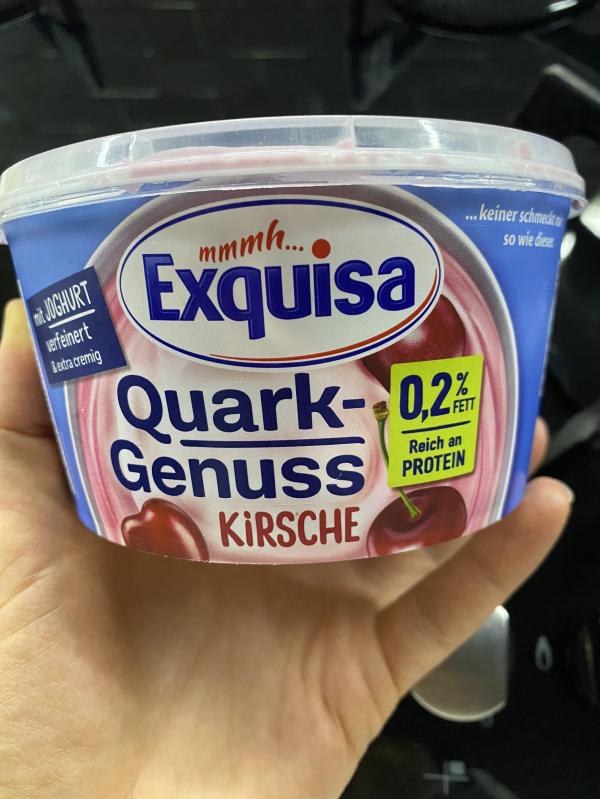 ...keiner schmeckt
so wie dieser.
mmmh...
Exquisa
mit JOGHURT
verfeinert
& extra cremig
Quark-
Genuss
KiRSCHE
0,2% FETT
Reich an
PROTEIN